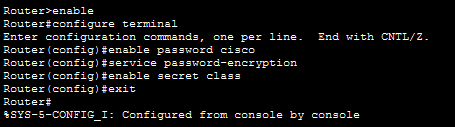 Router>enable
Router#configure terminal
Enter configuration commands, one per line.  End with CNTL/Z.
Router(config)#enable password cisco
Router(config)#service password-encryption
Router(config)#enable secret class
Router(config)#exit
Router#
%SYS-5-CONFIG_I: Configured from console by console